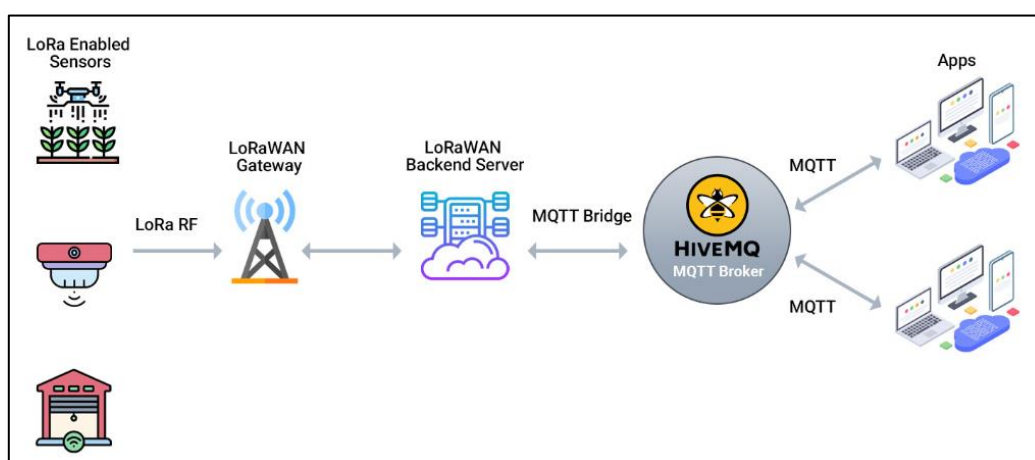 LoRa Enabled
Sensors
LoRa RF
LoRaWAN
Gateway
LoRaWAN
Backend Server
MQTT Bridge
HIVEMQ
MQTT Broker
MQTT
MQTT
Apps